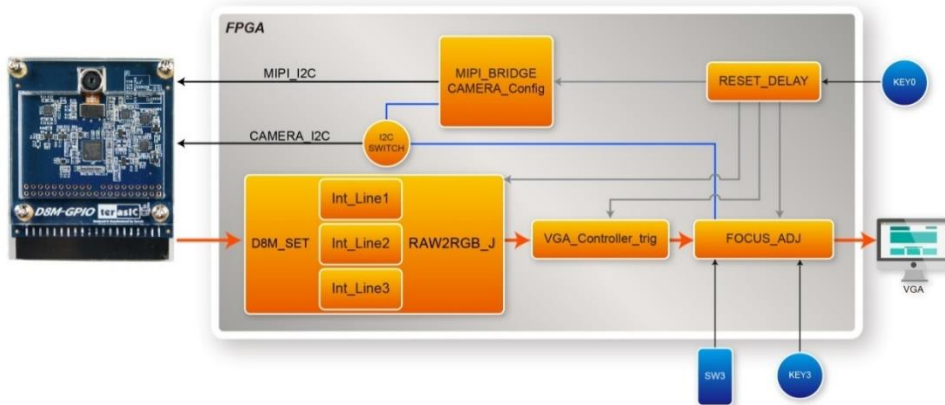 FPGA
MIPI_I2C
MIPI_BRIDGE
CAMERA_Config
RESET_DELAY
KEY0
CAMERA_I2C
I2C
SWITCH
Int_Line1
D8M_SET
Int_Line2
RAW2RGB_J
Int_Line3
VGA_Controller_trig
FOCUS_ADJ
VGA
D8M-GPIO
terasIC
SW3
KEY3